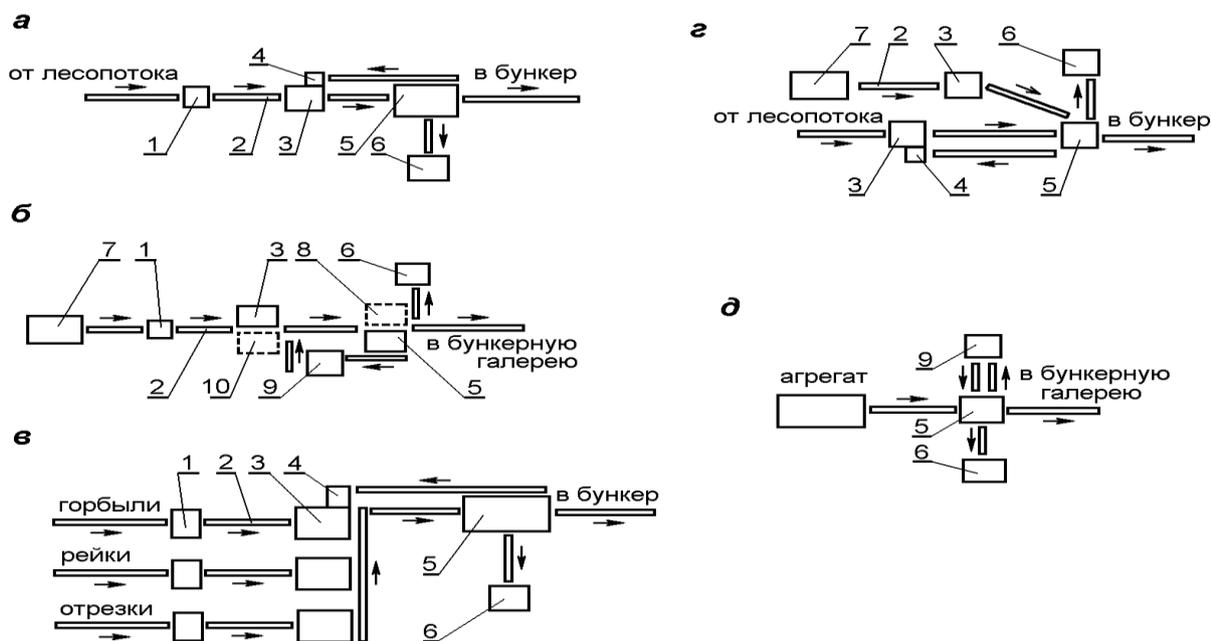 а
4
от лесопотока
в бункер
1
2
3
5
6
б
7
1
3
8
6
2
10
9
5
в бункерную
галерею
в
1
2
3
4
горбыли
в бункер
рейки
5
отрезки
6
г
7
2
3
6
от лесопотока
в бункер
3
4
5
д
9
агрегат
в бункерную
галерею
5
6